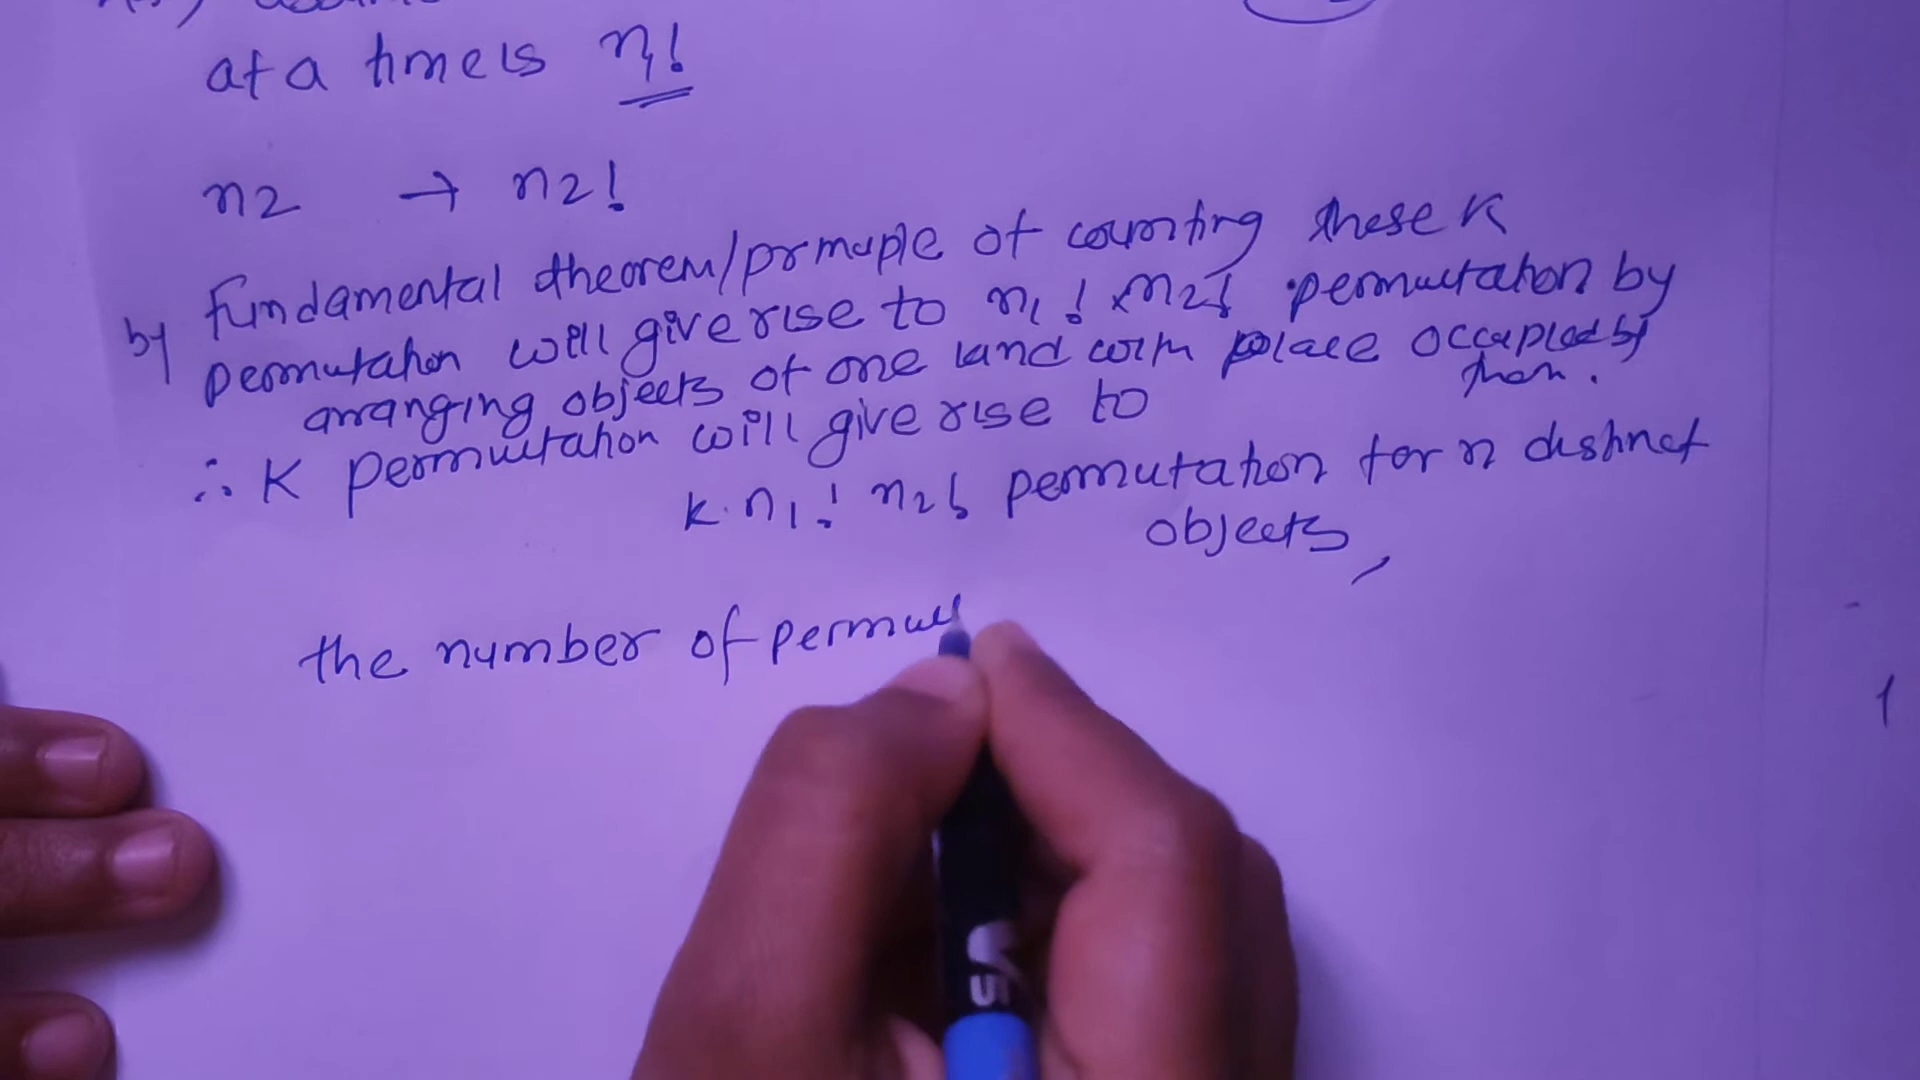 at a time is n1!
n2 → n2!
by Fundamental theorem/principle of counting these K
permutation will give rise to n1! × n2! permutation by
arranging objects of one kind with place occupied by
them.
∴ K permutation will give rise to
k. n1! n2! permutation for n distinct
objects,
the number of permu